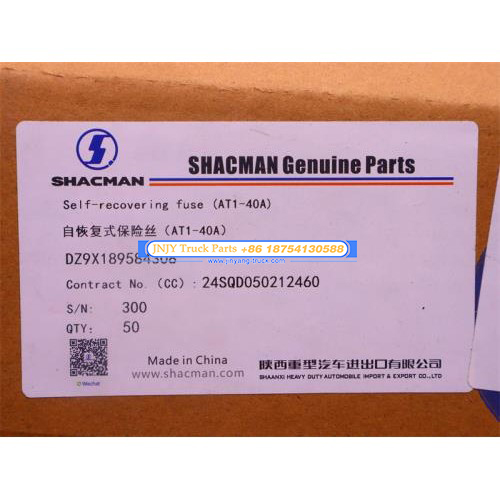 SHACMAN
SHACMAN Genuine Parts
Self-recovering fuse (AT1-40A)
自恢复式保险丝 (AT1-40A)
JNJY Truck Parts +86 18754130588
www.jnhyang-truck.com
Contract No. (CC): 24SQD050212460
S/N: 300
QTY: 50
Wechat
Made in China
www.shacman.com
陕西重型汽车进出口有限公司
SHAANXI HEAVY DUTY AUTOMOBILE IMPORT & EXPORT CO., LTD.